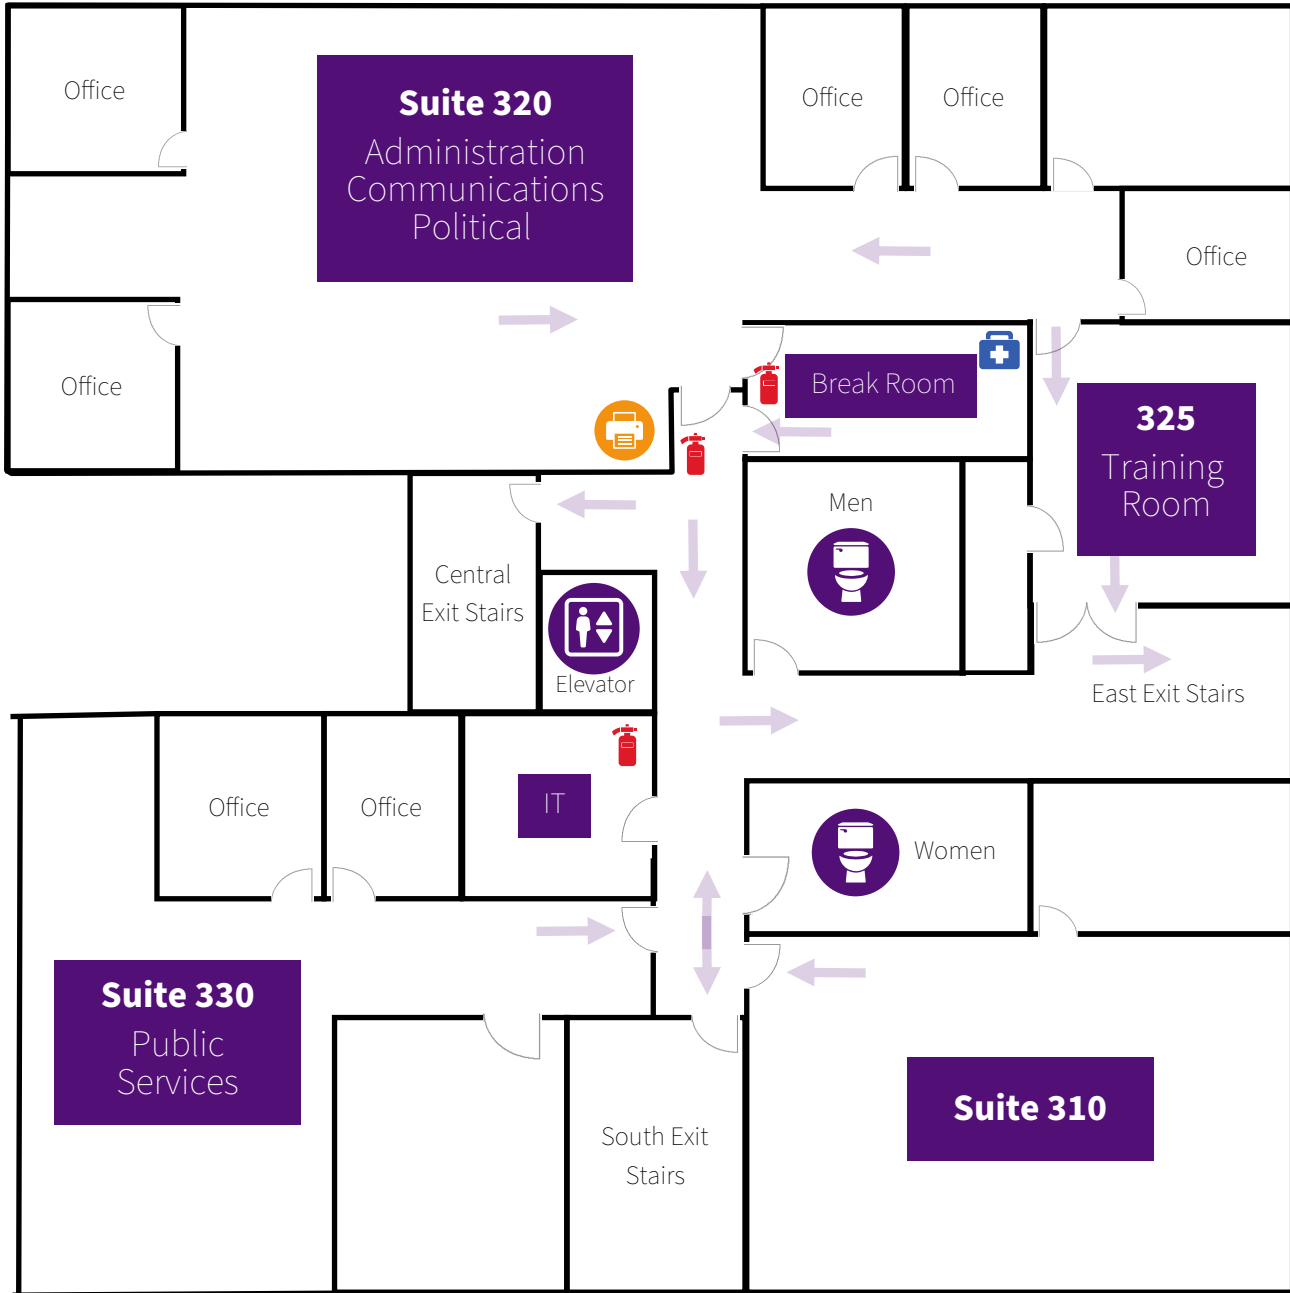 Office
Suite 320
Administration
Communications
Political
Office
Office
Office
Office
Break Room
325
Training
Room
Men
Central
Exit Stairs
Elevator
East Exit Stairs
Office
Office
IT
Women
Suite 330
Public
Services
South Exit
Stairs
Suite 310